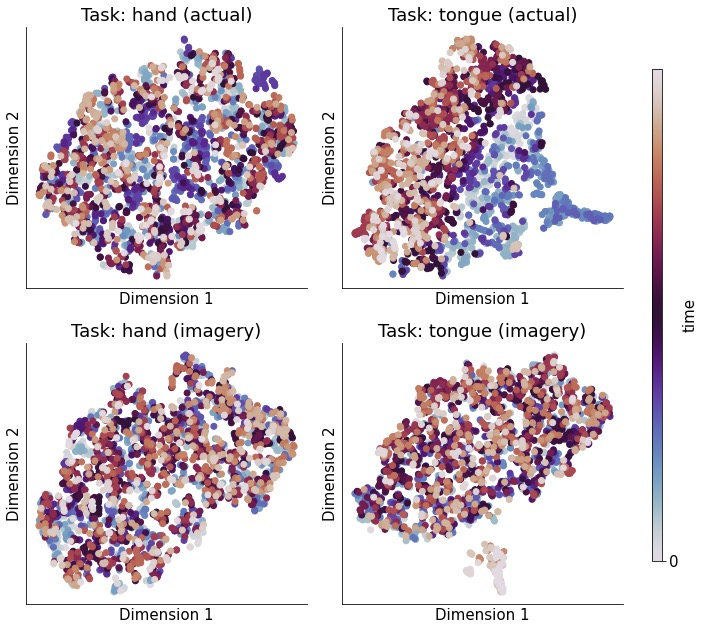 Task: hand (actual)
Task: tongue (actual)
Dimension 2
Dimension 1
Dimension 2
Dimension 1
Task: hand (imagery)
Task: tongue (imagery)
Dimension 2
Dimension 1
Dimension 2
Dimension 1
time
0